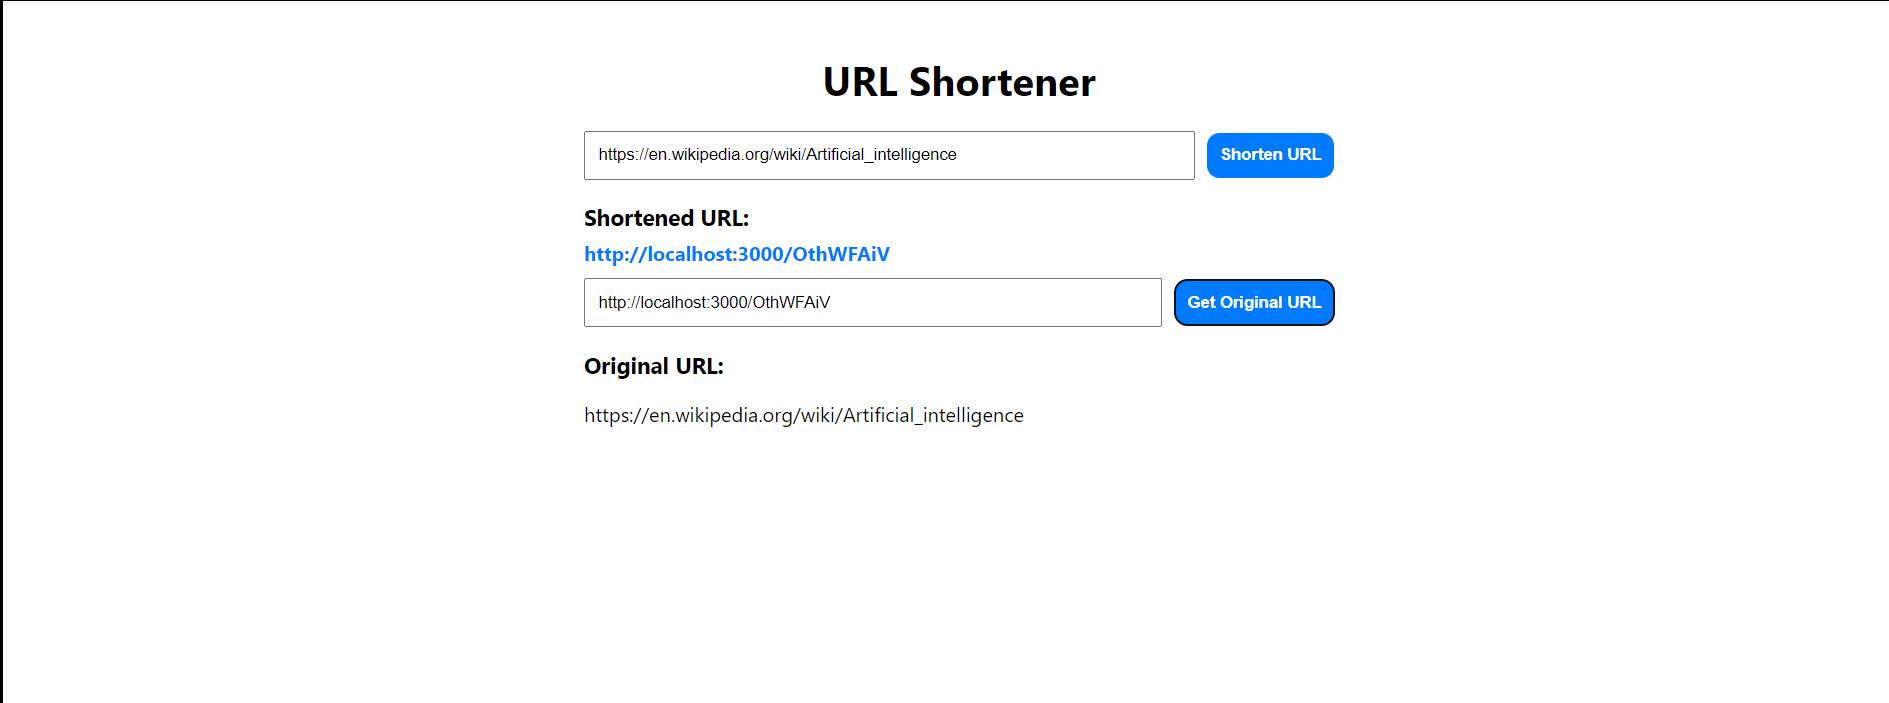 URL Shortener
https://en.wikipedia.org/wiki/Artificial_intelligence Shorten URL
Shortened URL:
http://localhost:3000/OthWFAiV
http://localhost:3000/OthWFAiV Get Original URL
Original URL:
https://en.wikipedia.org/wiki/Artificial_intelligence